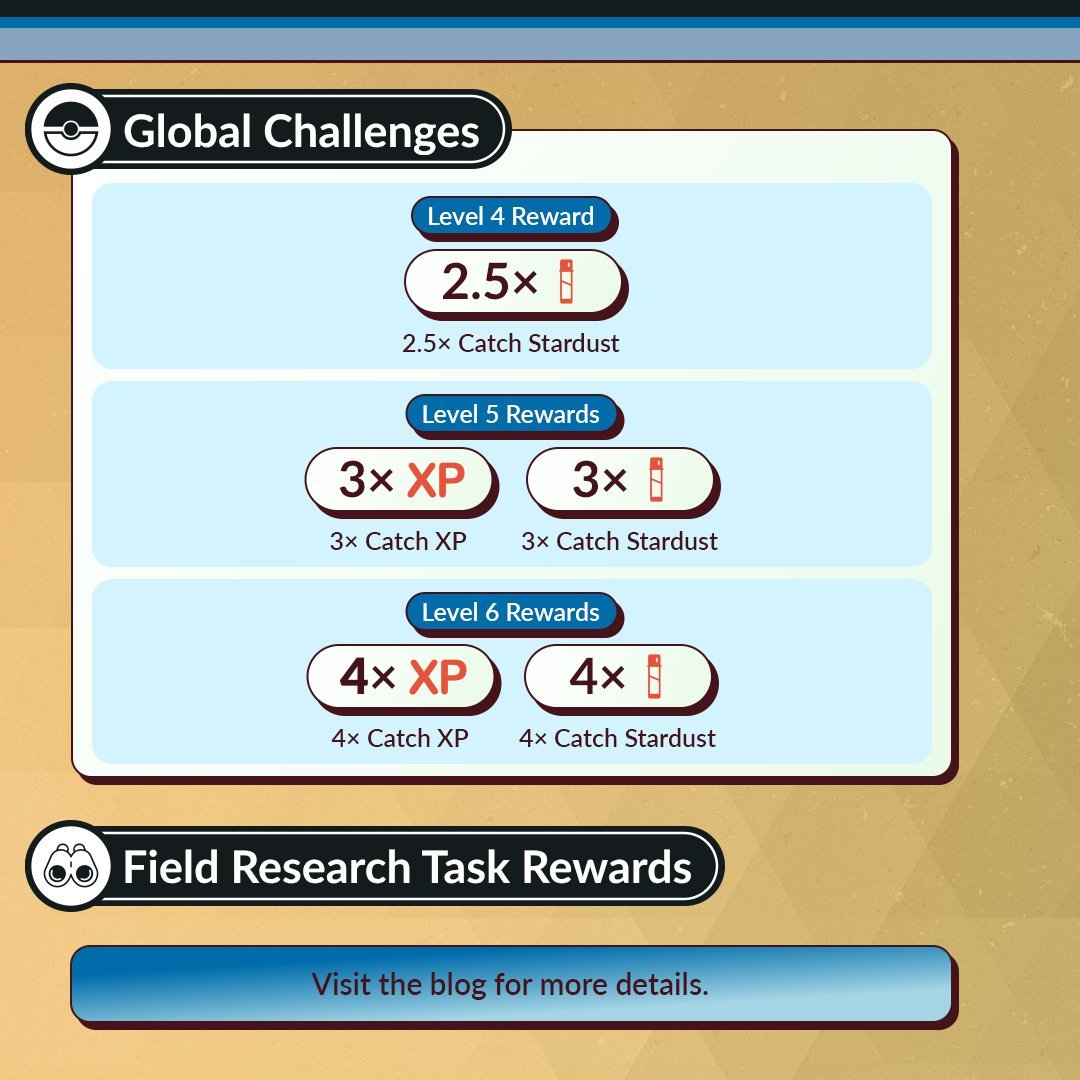 Global Challenges
Level 4 Reward
2.5×
2.5× Catch Stardust
Level 5 Rewards
3× XP 3×
3× Catch XP 3× Catch Stardust
Level 6 Rewards
4× XP 4×
4× Catch XP 4× Catch Stardust
Field Research Task Rewards
Visit the blog for more details.